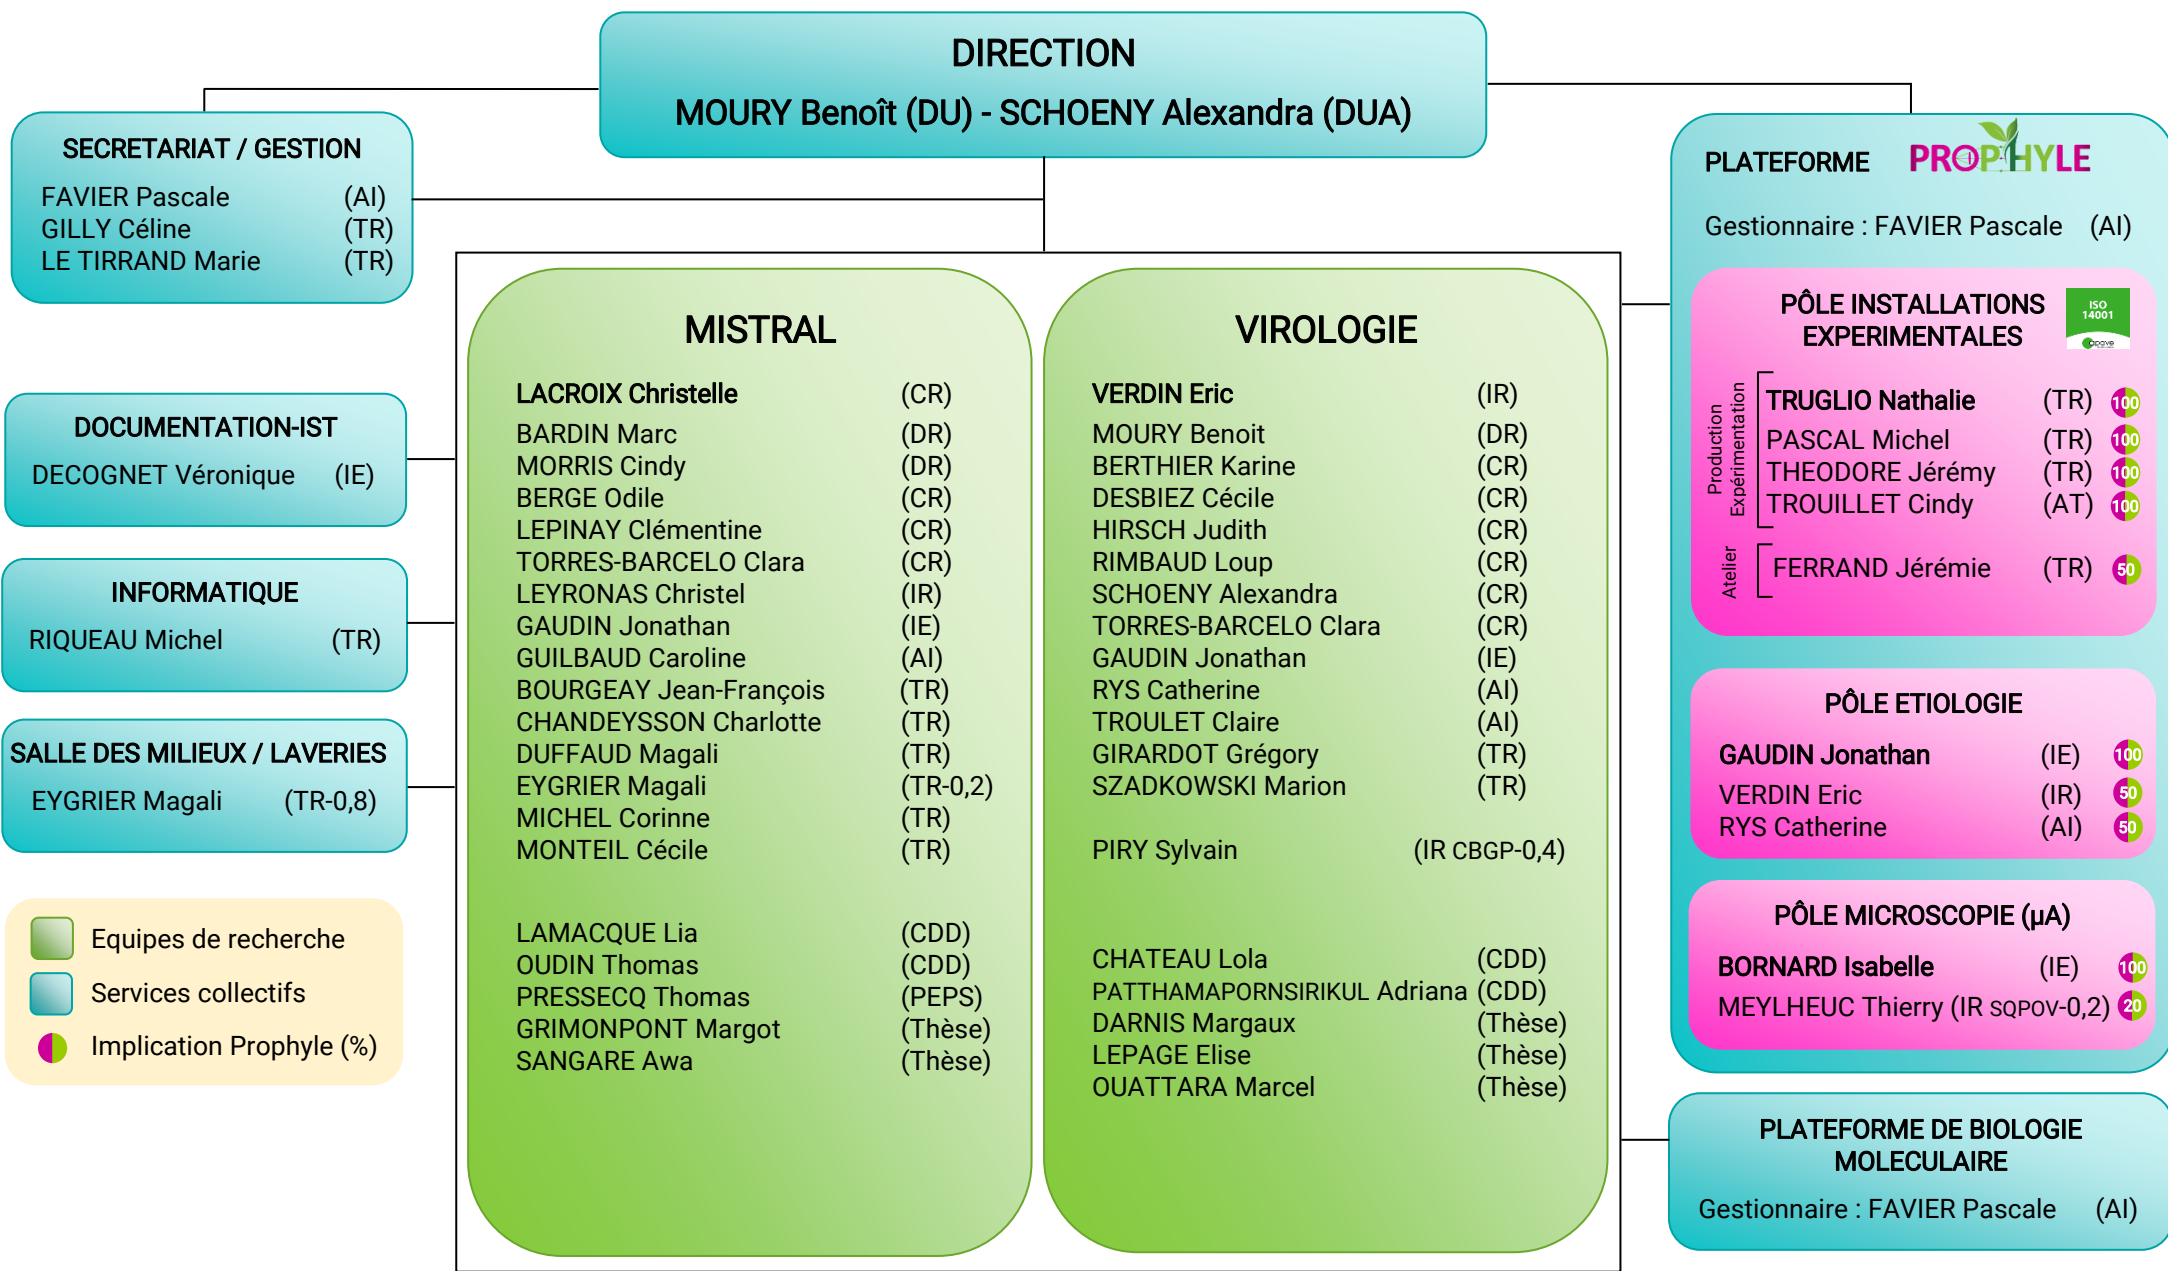 DIRECTION
MOURY Benoît (DU) - SCHOENY Alexandra (DUA)
SECRETARIAT / GESTION
FAVIER Pascale (AI)
GILLY Céline (TR)
LE TIRRAND Marie (TR)
DOCUMENTATION-IST
DECOGNET Véronique (IE)
INFORMATIQUE
RIQUEAU Michel (TR)
SALLE DES MILIEUX / LAVERIES
EYGRIER Magali (TR-0,8)
Equipes de recherche
Services collectifs
Implication Prophyle (%)
MISTRAL
LACROIX Christelle (CR)
BARDIN Marc (DR)
MORRIS Cindy (DR)
BERGE Odile (CR)
LEPINAY Clémentine (CR)
TORRES-BARCELO Clara (CR)
LEYRONAS Christel (IR)
GAUDIN Jonathan (IE)
GUILBAUD Caroline (AI)
BOURGEAY Jean-François (TR)
CHANDEYSSON Charlotte (TR)
DUFFAUD Magali (TR)
EYGRIER Magali (TR-0,2)
MICHEL Corinne (TR)
MONTEIL Cécile (TR)
LAMACQUE Lia (CDD)
OUDIN Thomas (CDD)
PRESSECQ Thomas (PEPS)
GRIMONPONT Margot (Thèse)
SANGARE Awa (Thèse)
VIROLOGIE
VERDIN Eric (IR)
MOURY Benoit (DR)
BERTHIER Karine (CR)
DESBIEZ Cécile (CR)
HIRSCH Judith (CR)
RIMBAUD Loup (CR)
SCHOENY Alexandra (CR)
TORRES-BARCELO Clara (CR)
GAUDIN Jonathan (IE)
RYS Catherine (AI)
TROULET Claire (AI)
GIRARDOT Grégory (TR)
SZADKOWSKI Marion (TR)
PIRY Sylvain (IR CBGP-0,4)
CHATEAU Lola (CDD)
PATTHAMAPORNSIRIKUL Adriana (CDD)
DARNIS Margaux (Thèse)
LEPAGE Elise (Thèse)
OUATTARA Marcel (Thèse)
PLATEFORME PROPHYLE
Gestionnaire : FAVIER Pascale (AI)
PÔLE INSTALLATIONS
EXPERIMENTALES
ISO
14001
apave
Production
Expérimentation
TRUGLIO Nathalie (TR) 100
PASCAL Michel (TR) 100
THEODORE Jérémy (TR) 100
TROUILLET Cindy (AT) 100
Atelier
FERRAND Jérémie (TR) 50
PÔLE ETIOLOGIE
GAUDIN Jonathan (IE) 100
VERDIN Eric (IR) 50
RYS Catherine (AI) 50
PÔLE MICROSCOPIE (µA)
BORNARD Isabelle (IE) 100
MEYLHEUC Thierry (IR SQPOV-0,2) 20
PLATEFORME DE BIOLOGIE
MOLECULAIRE
Gestionnaire : FAVIER Pascale (AI)